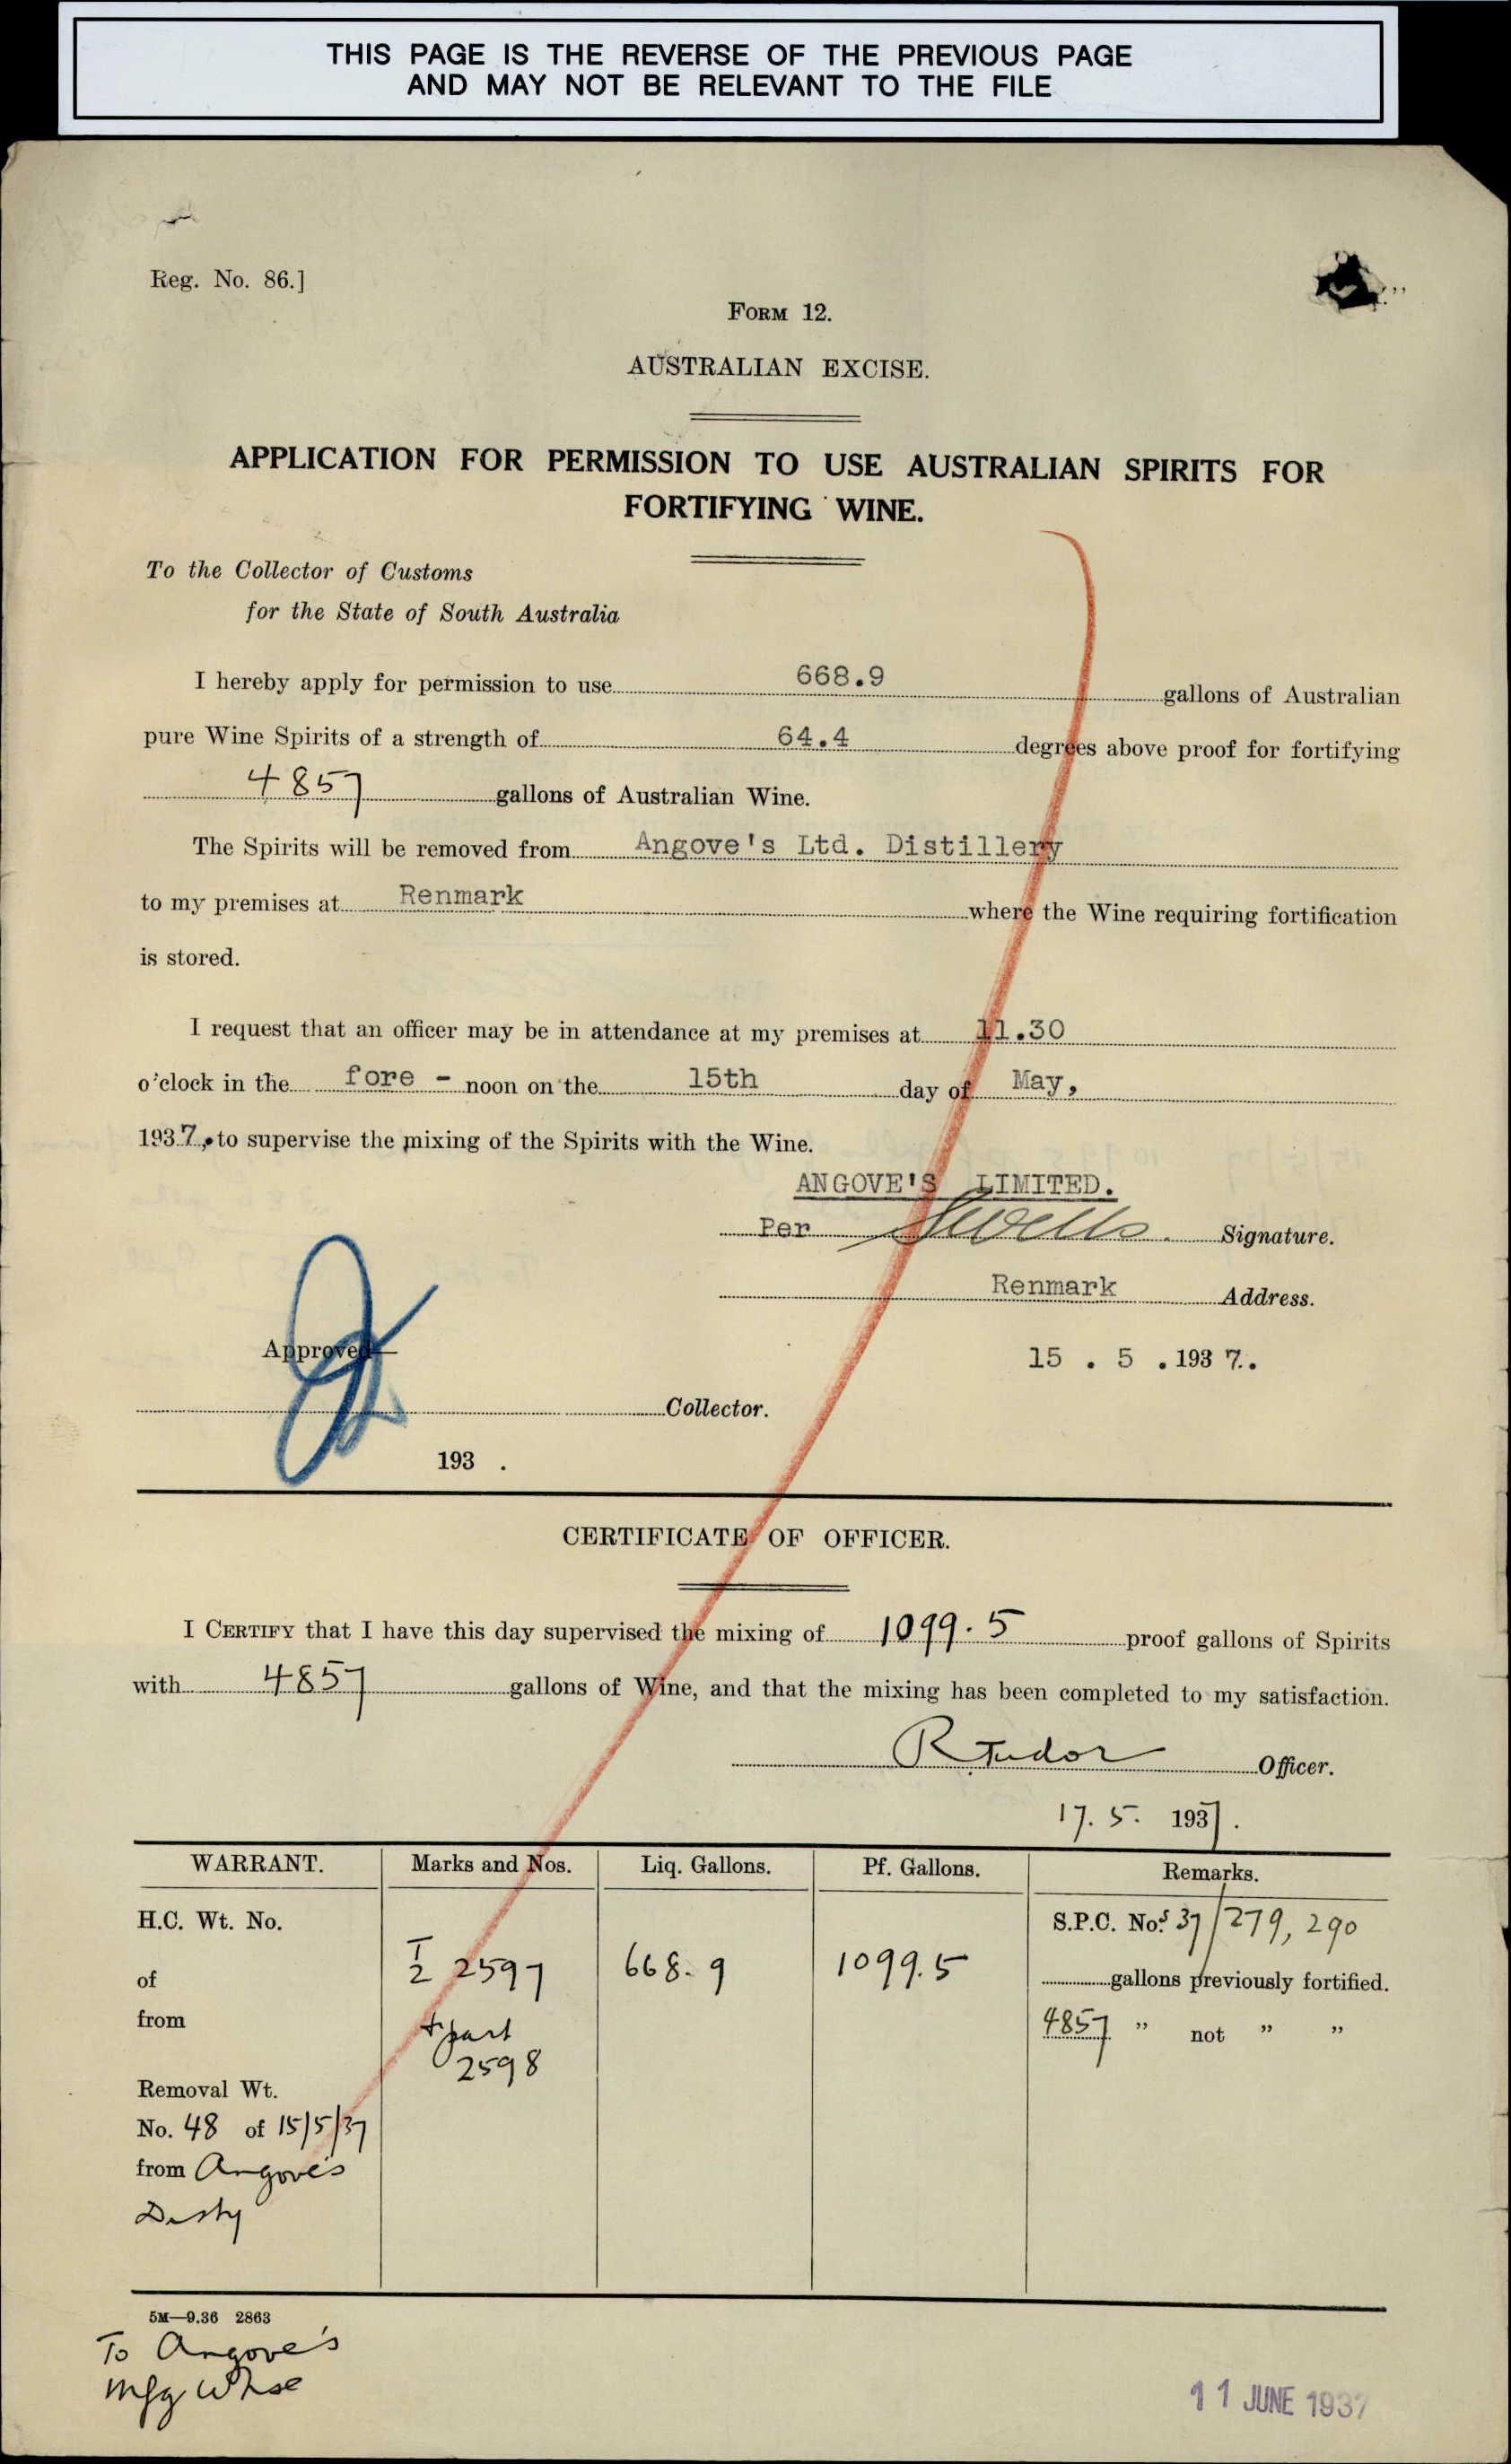 THIS PAGE IS THE REVERSE OF THE PREVIOUS PAGE
AND MAY NOT BE RELEVANT TO THE FILE
Reg. No. 86.]
FORM 12.
AUSTRALIAN EXCISE.
APPLICATION FOR PERMISSION TO USE AUSTRALIAN SPIRITS FOR
FORTIFYING WINE.
To the Collector of Customs
for the State of South Australia
I hereby apply for permission to use 668.9 gallons of Australian
pure Wine Spirits of a strength of 64.4 degrees above proof for fortifying
4857 gallons of Australian Wine.
The Spirits will be removed from Angove's Ltd. Distillery
to my premises at Renmark where the Wine requiring fortification
is stored.
I request that an officer may be in attendance at my premises at 11.30
o'clock in the fore - noon on the 15th day of May,
1937, to supervise the mixing of the Spirits with the Wine.
ANGOVE'S LIMITED.
Per Signature.
Renmark Address.
Approved
15 . 5 . 1937.
Collector.
193 .
CERTIFICATE OF OFFICER.
I CERTIFY that I have this day supervised the mixing of 1099.5 proof gallons of Spirits
with 4857 gallons of Wine, and that the mixing has been completed to my satisfaction.
R Tudor Officer.
17. 5. 1937.
WARRANT. Marks and Nos. Liq. Gallons. Pf. Gallons. Remarks.
H.C. Wt. No. S.P.C. Nos 37/279, 290
of 2597 668.9 1099.5 gallons previously fortified.
from & part 4857 " not " "
2598
Removal Wt.
No. 48 of 15/5/37
from Angove's
Disty
5M—9.36 2863
To Angove's
Mfg Whse
11 JUNE 1937